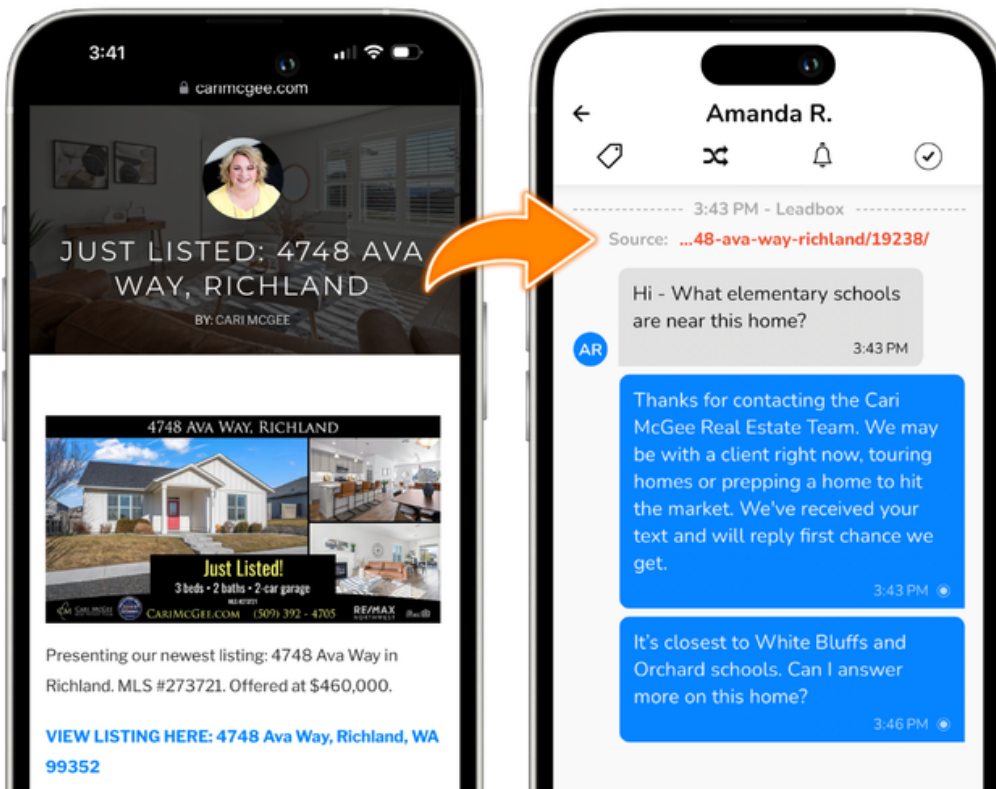 3:41
carimcgee.com
JUST LISTED: 4748 AVA
WAY, RICHLAND
BY: CARI MCGEE
4748 AVA WAY, RICHLAND
Just Listed!
3 beds • 2 baths • 2-car garage
MLS #273721
CARI MCGEE
CARIMCGEE.COM (509) 392 - 4705
RE/MAX
NORTHWEST
Presenting our newest listing: 4748 Ava Way in
Richland. MLS #273721. Offered at $460,000.
VIEW LISTING HERE: 4748 Ava Way, Richland, WA
99352
Amanda R.
3:43 PM - Leadbox
Source: ...48-ava-way-richland/19238/
Hi - What elementary schools
are near this home?
3:43 PM
AR
Thanks for contacting the Cari
McGee Real Estate Team. We may
be with a client right now, touring
homes or prepping a home to hit
the market. We've received your
text and will reply first chance we
get.
3:43 PM
It's closest to White Bluffs and
Orchard schools. Can I answer
more on this home?
3:46 PM